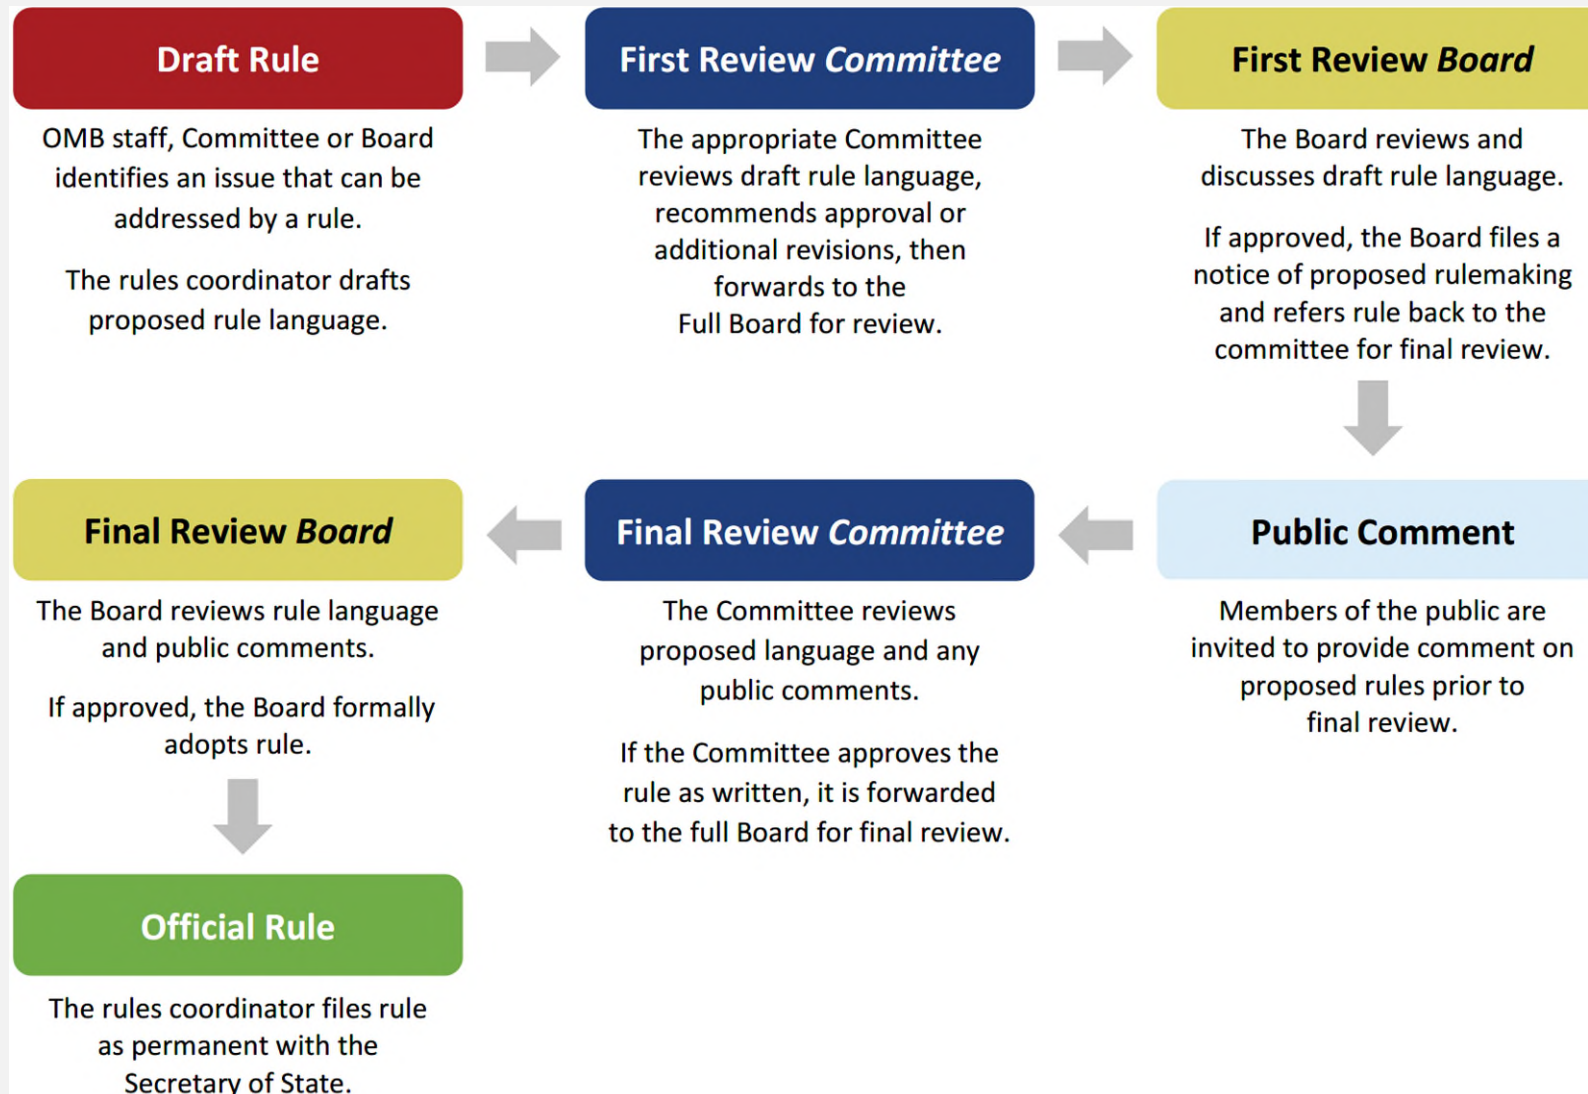 Draft Rule
OMB staff, Committee or Board
identifies an issue that can be
addressed by a rule.
The rules coordinator drafts
proposed rule language.
First Review Committee
The appropriate Committee
reviews draft rule language,
recommends approval or
additional revisions, then
forwards to the
Full Board for review.
First Review Board
The Board reviews and
discusses draft rule language.
If approved, the Board files a
notice of proposed rulemaking
and refers rule back to the
committee for final review.
Public Comment
Members of the public are
invited to provide comment on
proposed rules prior to
final review.
Final Review Committee
The Committee reviews
proposed language and any
public comments.
If the Committee approves the
rule as written, it is forwarded
to the full Board for final review.
Final Review Board
The Board reviews rule language
and public comments.
If approved, the Board formally
adopts rule.
Official Rule
The rules coordinator files rule
as permanent with the
Secretary of State.